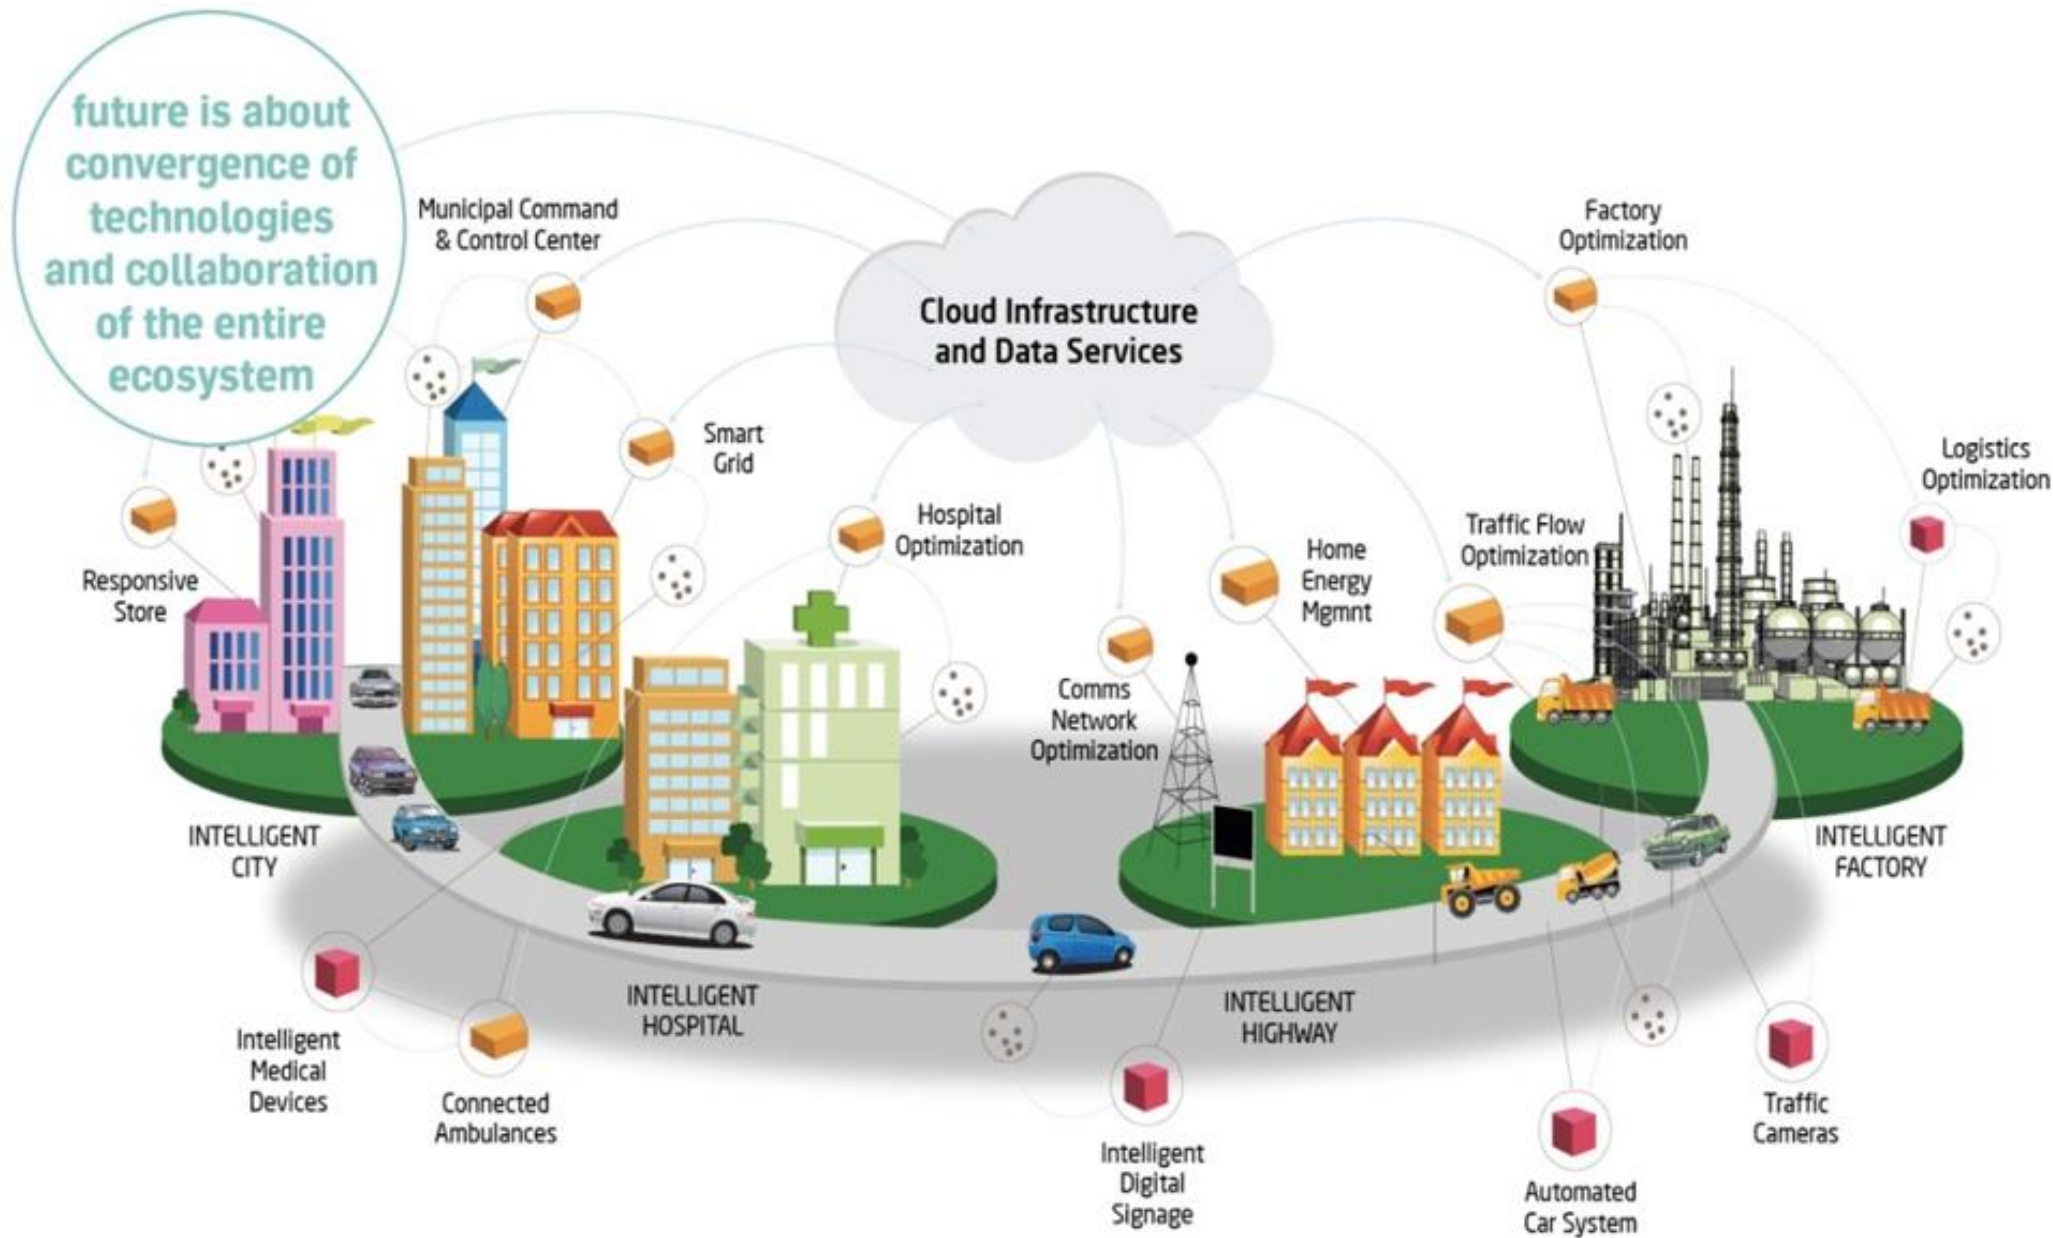 future is about
convergence of
technologies
and collaboration
of the entire
ecosystem
Municipal Command
& Control Center
Cloud Infrastructure
and Data Services
Factory
Optimization
Smart
Grid
Logistics
Optimization
Hospital
Optimization
Traffic Flow
Optimization
Home
Energy
Mgmnt
Responsive
Store
Comms
Network
Optimization
INTELLIGENT
CITY
INTELLIGENT
FACTORY
INTELLIGENT
HOSPITAL
INTELLIGENT
HIGHWAY
Intelligent
Medical
Devices
Connected
Ambulances
Intelligent
Digital
Signage
Traffic
Cameras
Automated
Car System